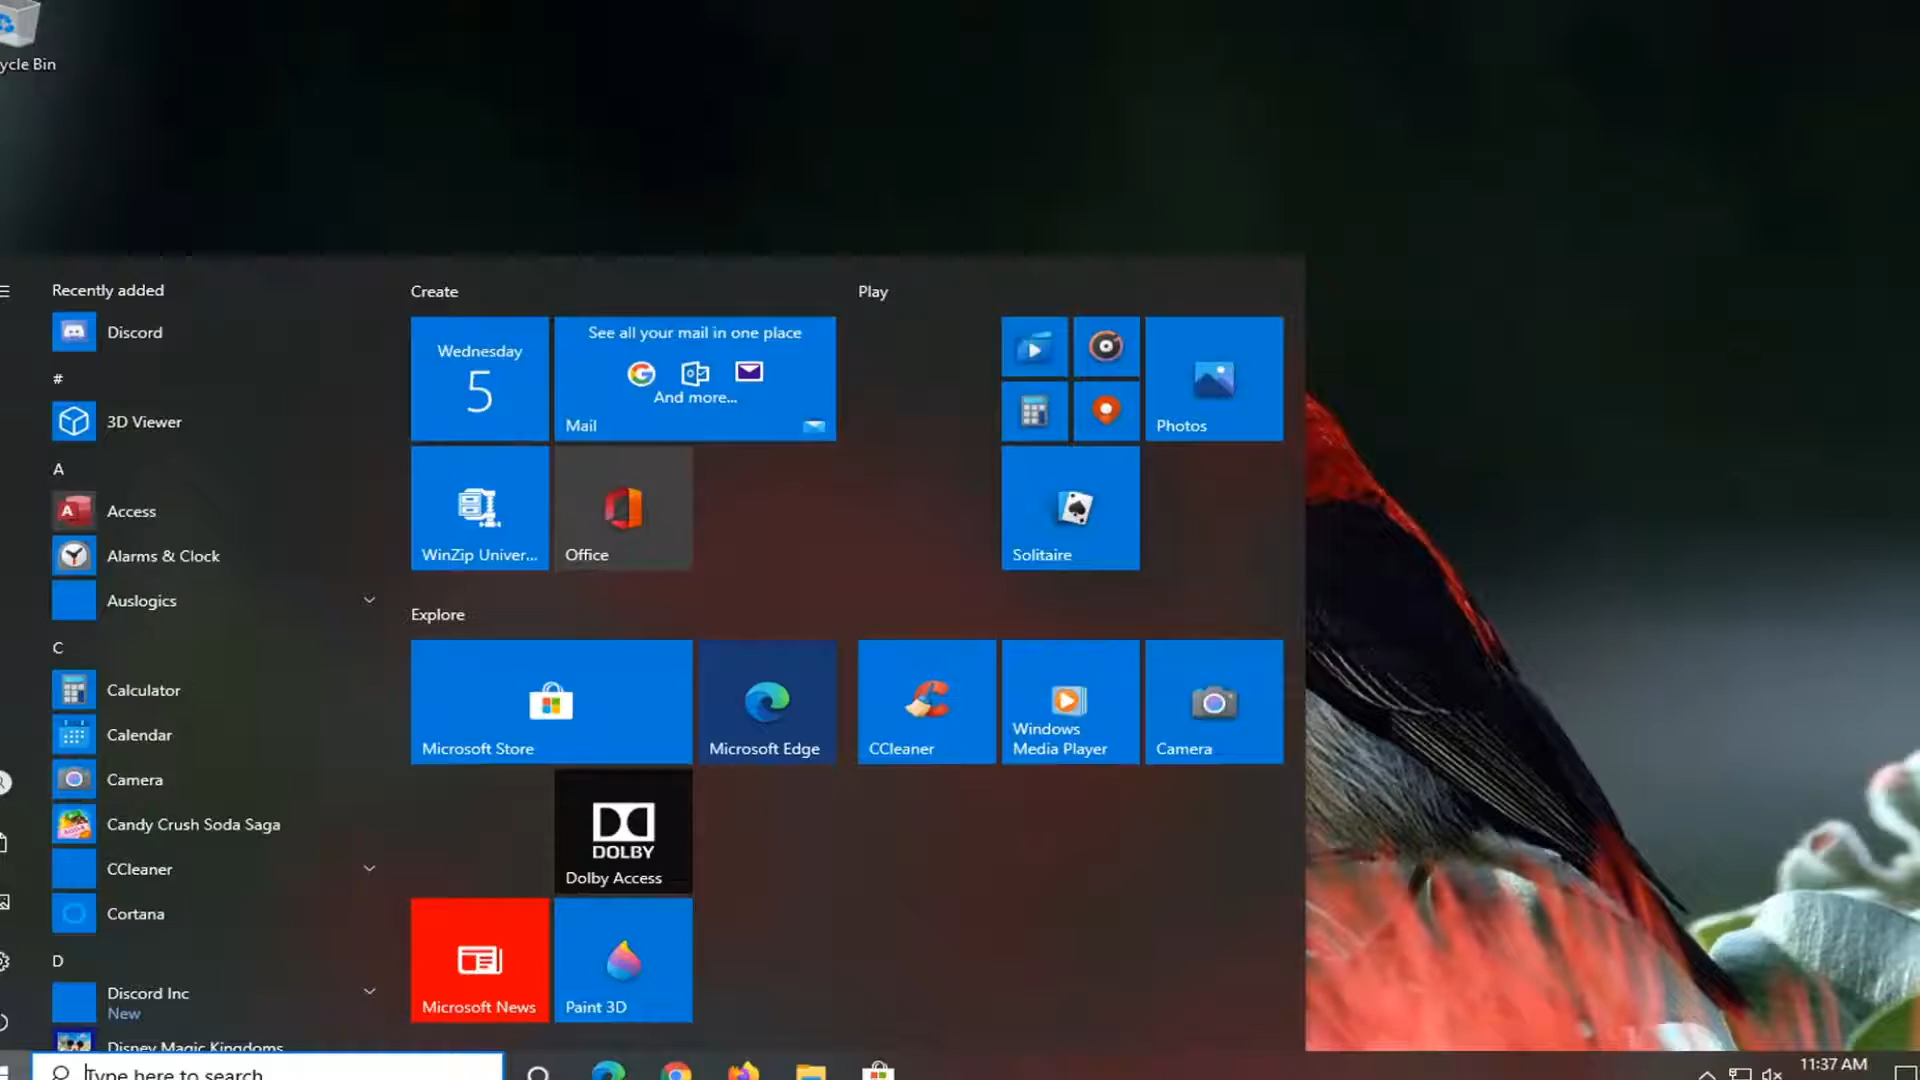 ycle Bin
Recently added
Discord
#
3D Viewer
A
Access
Alarms & Clock
Auslogics
C
Calculator
Calendar
Camera
Candy Crush Soda Saga
CCleaner
Cortana
D
Discord Inc
New
Disney Magic Kingdoms
Create
Wednesday
5
See all your mail in one place
And more...
Mail
WinZip Univer...
Office
Explore
Microsoft Store
Microsoft Edge
DOLBY
Dolby Access
Microsoft News
Paint 3D
Play
Photos
Solitaire
CCleaner
Windows
Media Player
Camera
Type here to search
11:37 AM